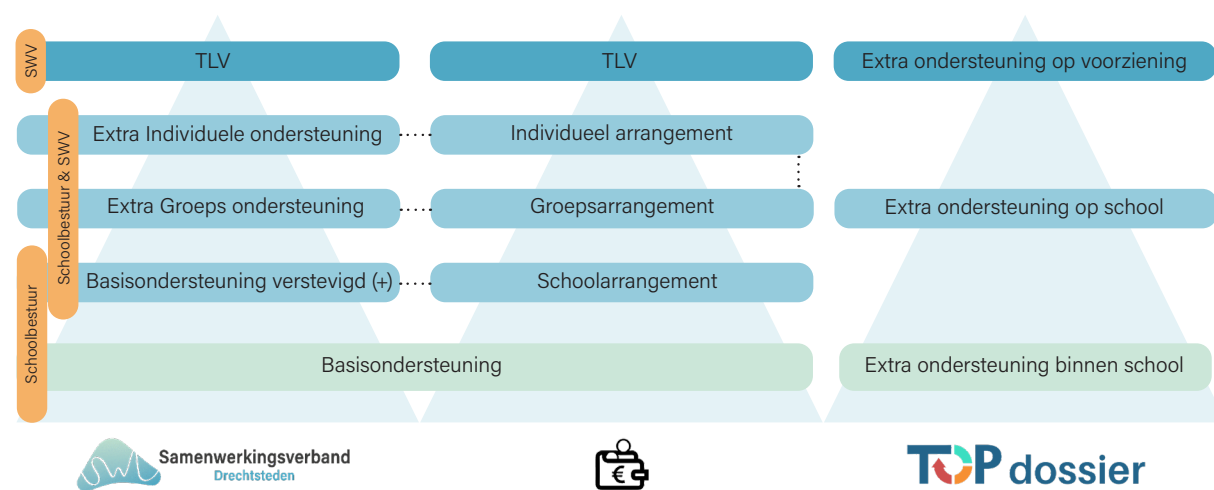 SWV
TLV
TLV
Extra ondersteuning op voorziening
Schoolbestuur & SWV
Extra Individuele ondersteuning
Individueel arrangement
Extra Groeps ondersteuning
Groepsarrangement
Extra ondersteuning op school
Basisondersteuning verstevigd (+)
Schoolarrangement
Schoolbestuur
Basisondersteuning
Extra ondersteuning binnen school
Samenwerkingsverband
Drechtsteden
€
TOP dossier